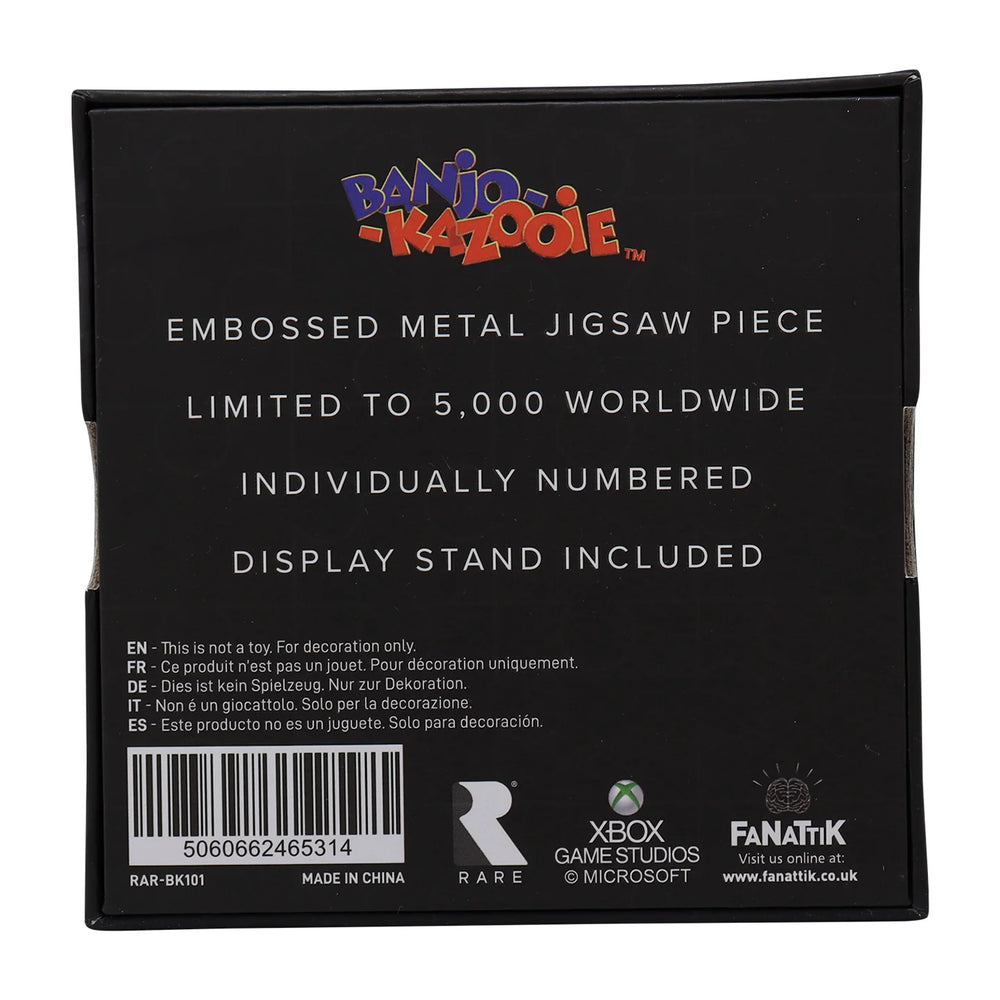 BANJO-
-KAZOOIE™
EMBOSSED METAL JIGSAW PIECE
LIMITED TO 5,000 WORLDWIDE
INDIVIDUALLY NUMBERED
DISPLAY STAND INCLUDED
EN - This is not a toy. For decoration only.
FR - Ce produit n'est pas un jouet. Pour décoration uniquement.
DE - Dies ist kein Spielzeug. Nur zur Dekoration.
IT - Non é un giocattolo. Solo per la decorazione.
ES - Este producto no es un juguete. Solo para decoración.
5060662465314
RAR-BK101 MADE IN CHINA
R®
RARE
XBOX
GAME STUDIOS
© MICROSOFT
FANATTIK
Visit us online at:
www.fanattik.co.uk